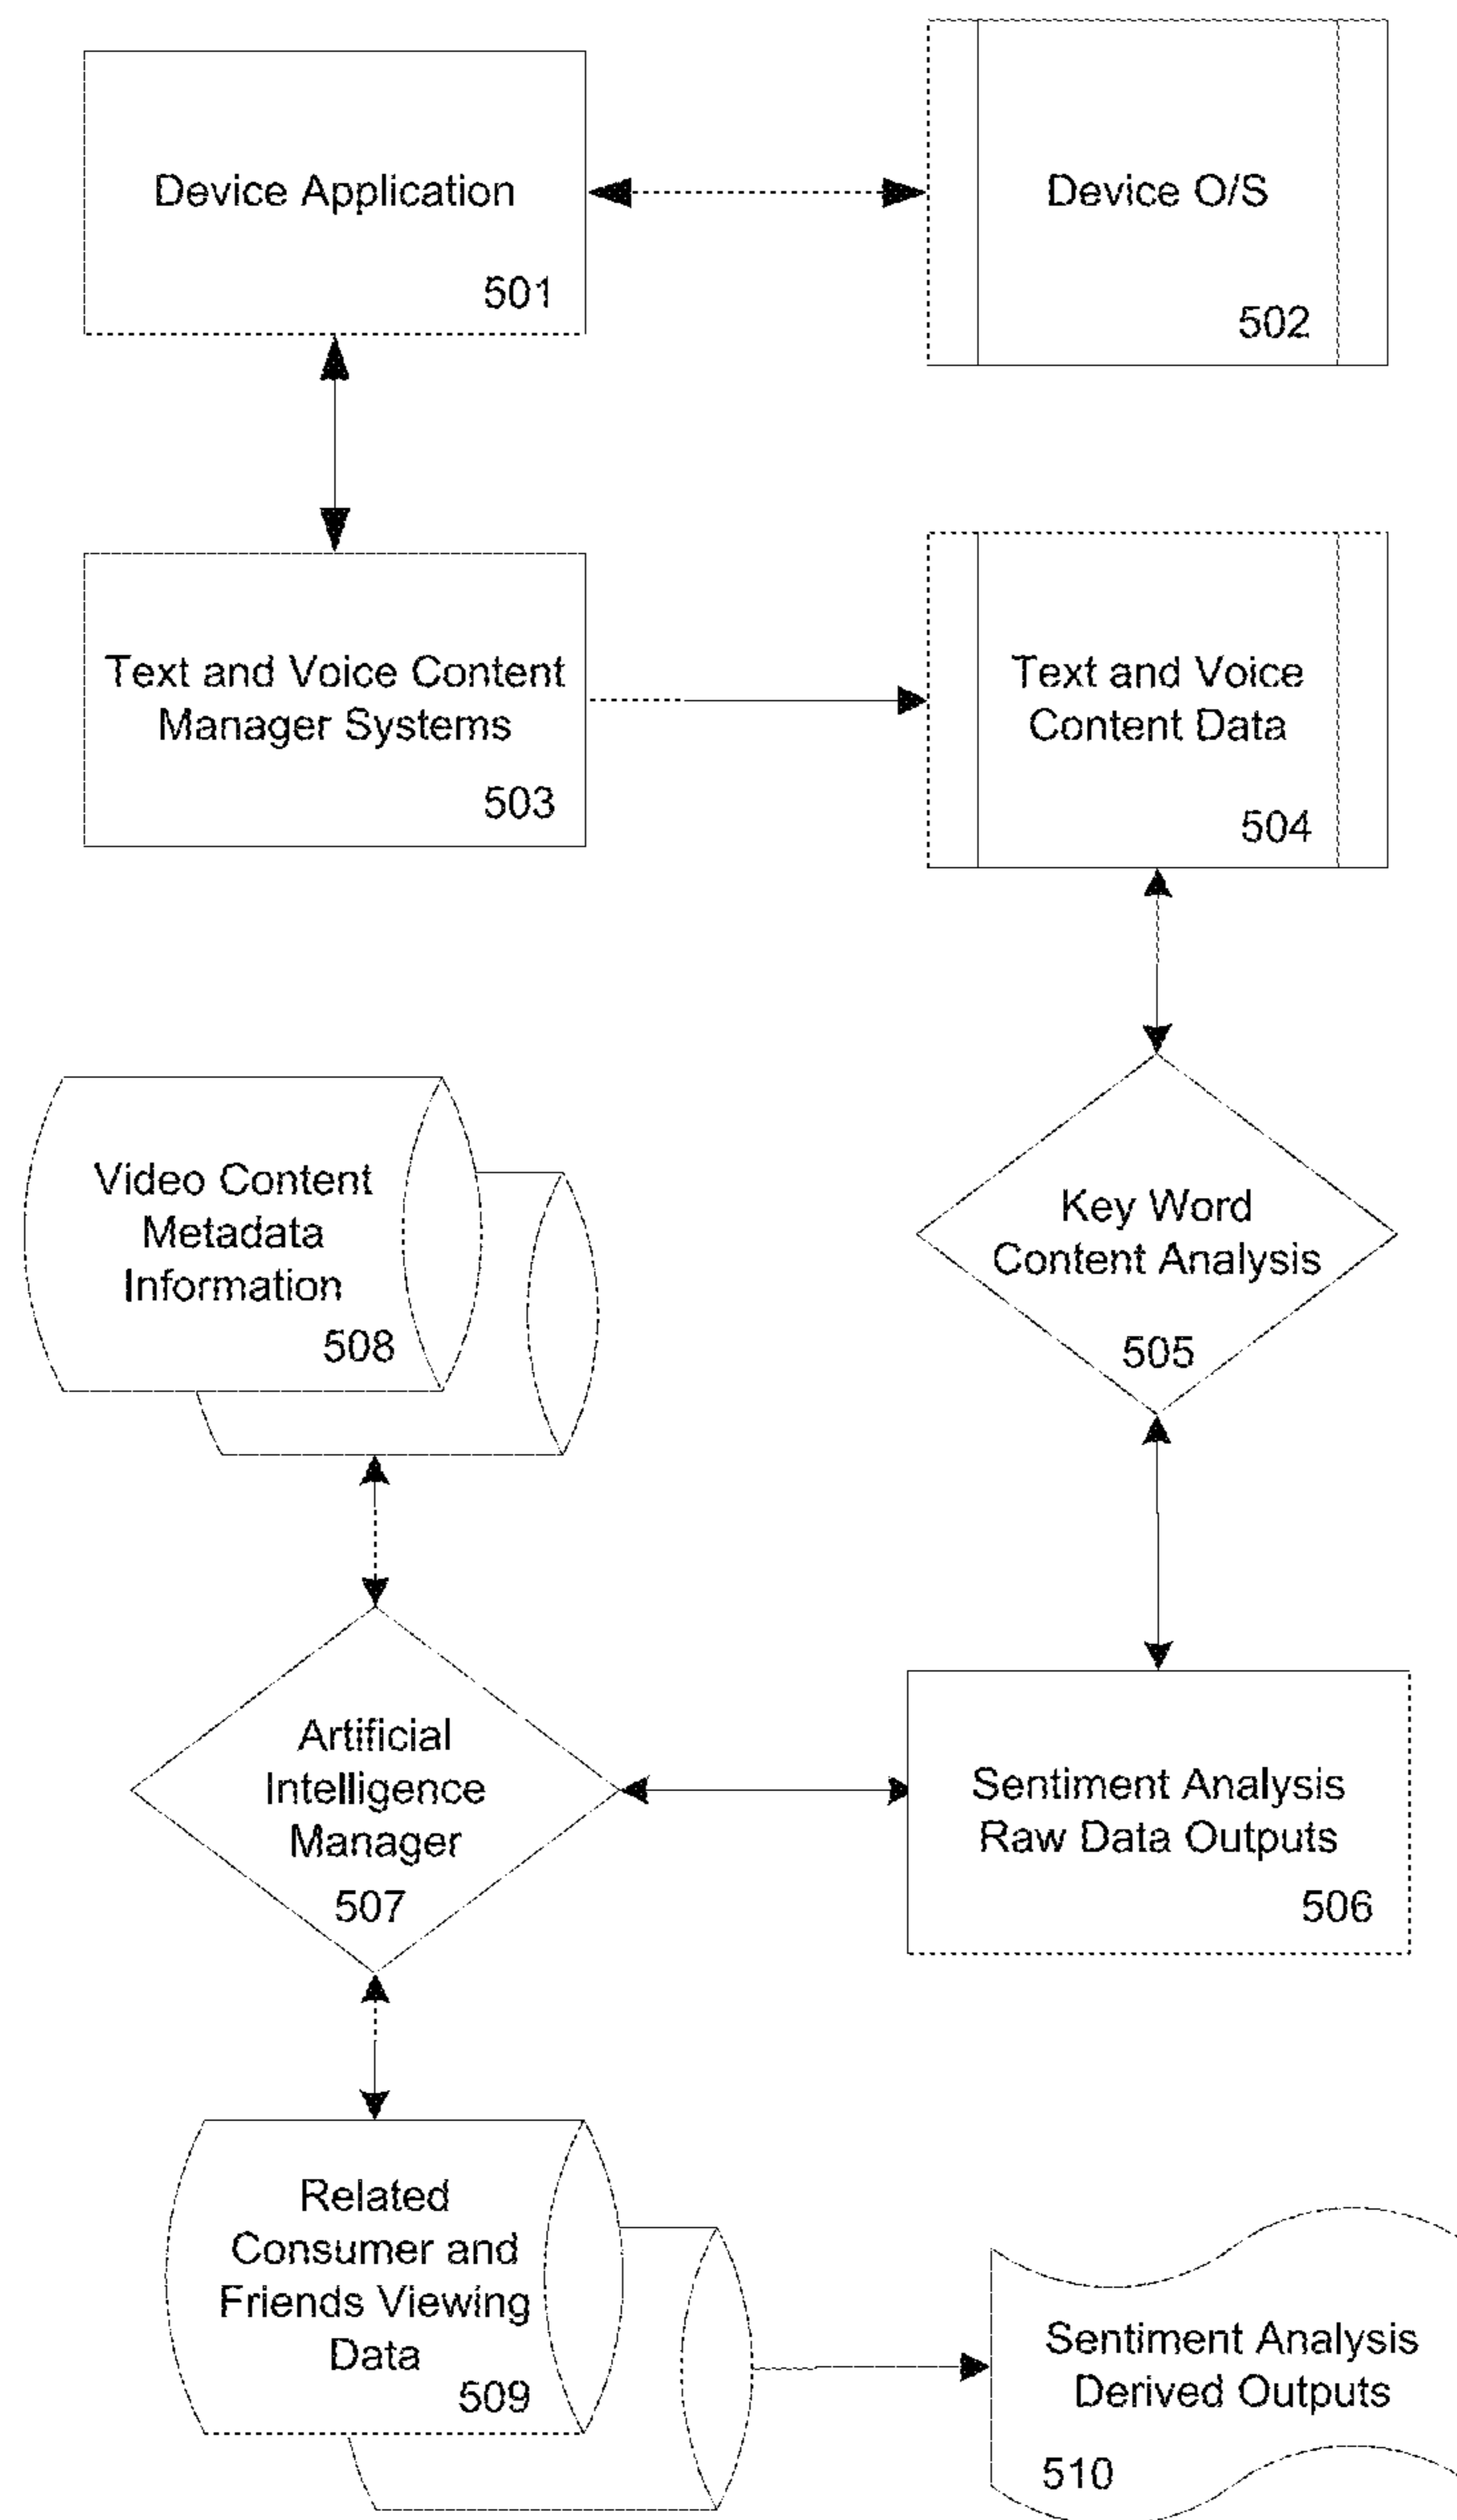 Device Application
501
Device O/S
502
Text and Voice Content
Manager Systems
503
Text and Voice
Content Data
504
Key Word
Content Analysis
505
Video Content
Metadata
Information
508
Artificial
Intelligence
Manager
507
Sentiment Analysis
Raw Data Outputs
506
Related
Consumer and
Friends Viewing
Data
509
Sentiment Analysis
Derived Outputs
510